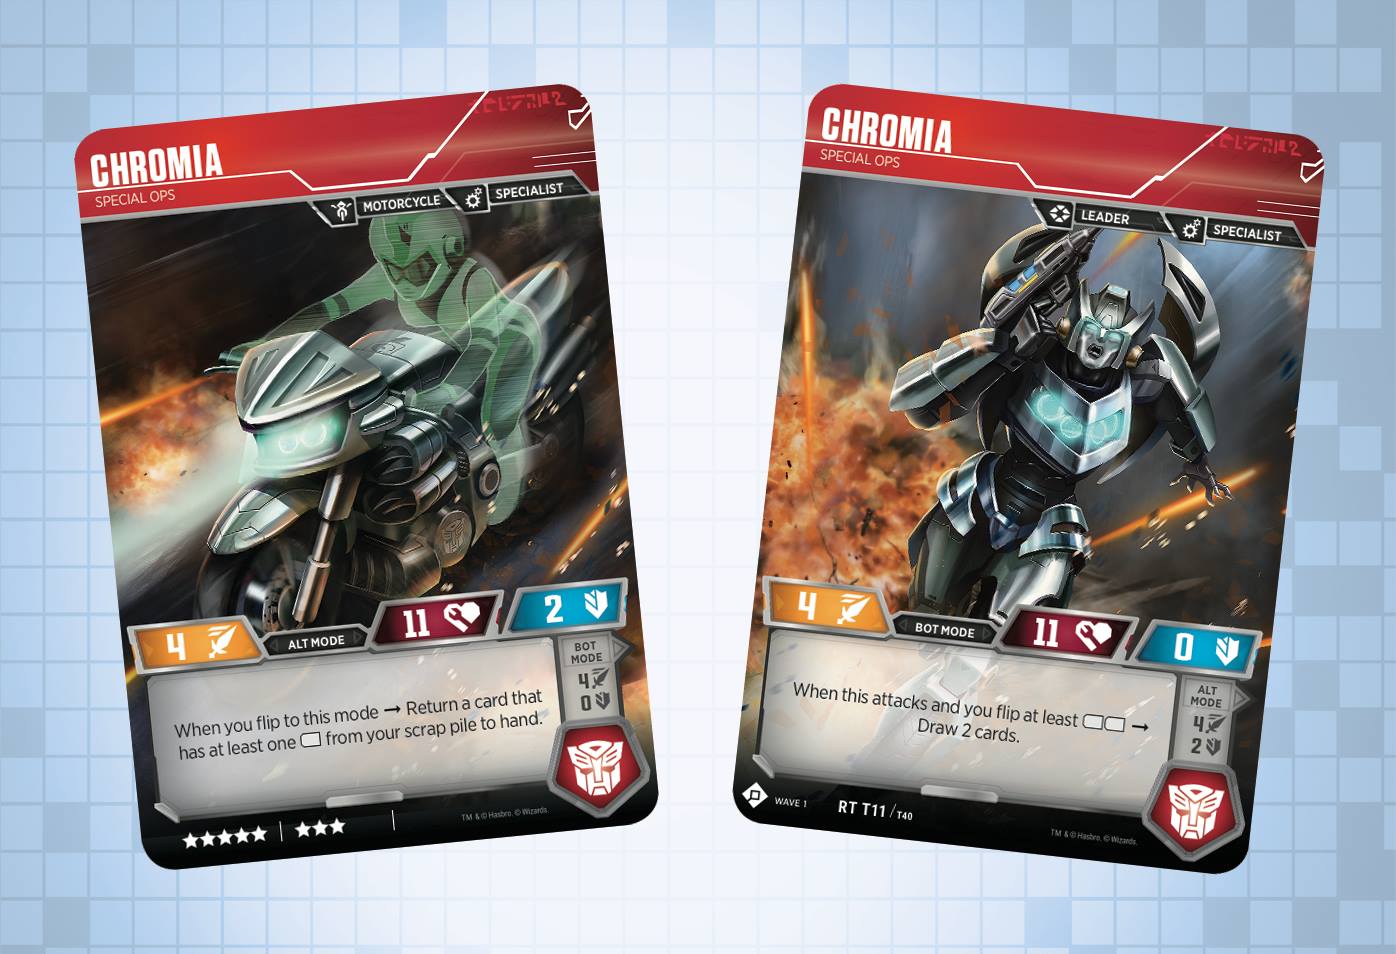 CHROMIA
SPECIAL OPS
MOTORCYCLE
SPECIALIST
4
ALT MODE
11
2
BOT
MODE
4
0
When you flip to this mode → Return a card that
has at least one from your scrap pile to hand.
TM & © Hasbro. © Wizards.
CHROMIA
SPECIAL OPS
LEADER
SPECIALIST
4
BOT MODE
11
0
ALT
MODE
4
2
When this attacks and you flip at least →
Draw 2 cards.
WAVE 1
RT T11 / T40
TM & © Hasbro. © Wizards.